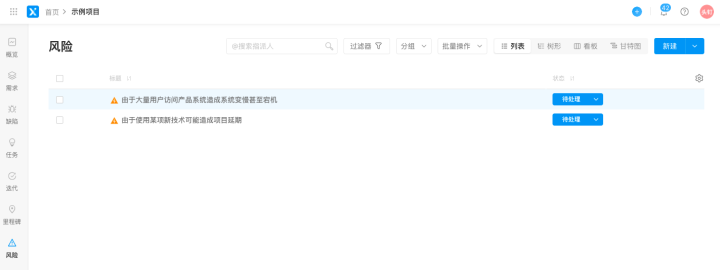 首页 > 示例项目
42
风险
@搜索指派人
过滤器
分组
批量操作
列表
树形
看板
甘特图
新建
概览
需求
缺陷
任务
迭代
里程碑
风险
标题
状态
由于大量用户访问产品系统造成系统变慢甚至宕机
待处理
由于使用某项新技术可能造成项目延期
待处理